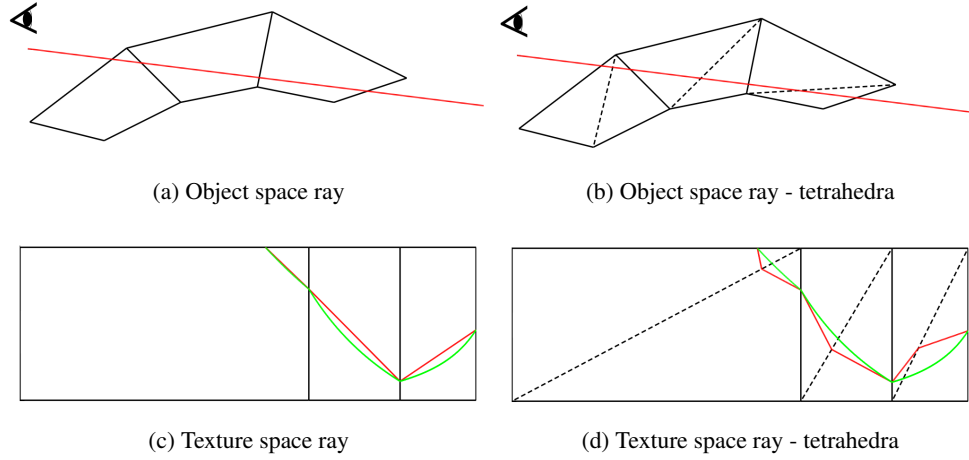 (a) Object space ray
(b) Object space ray - tetrahedra
(c) Texture space ray
(d) Texture space ray - tetrahedra